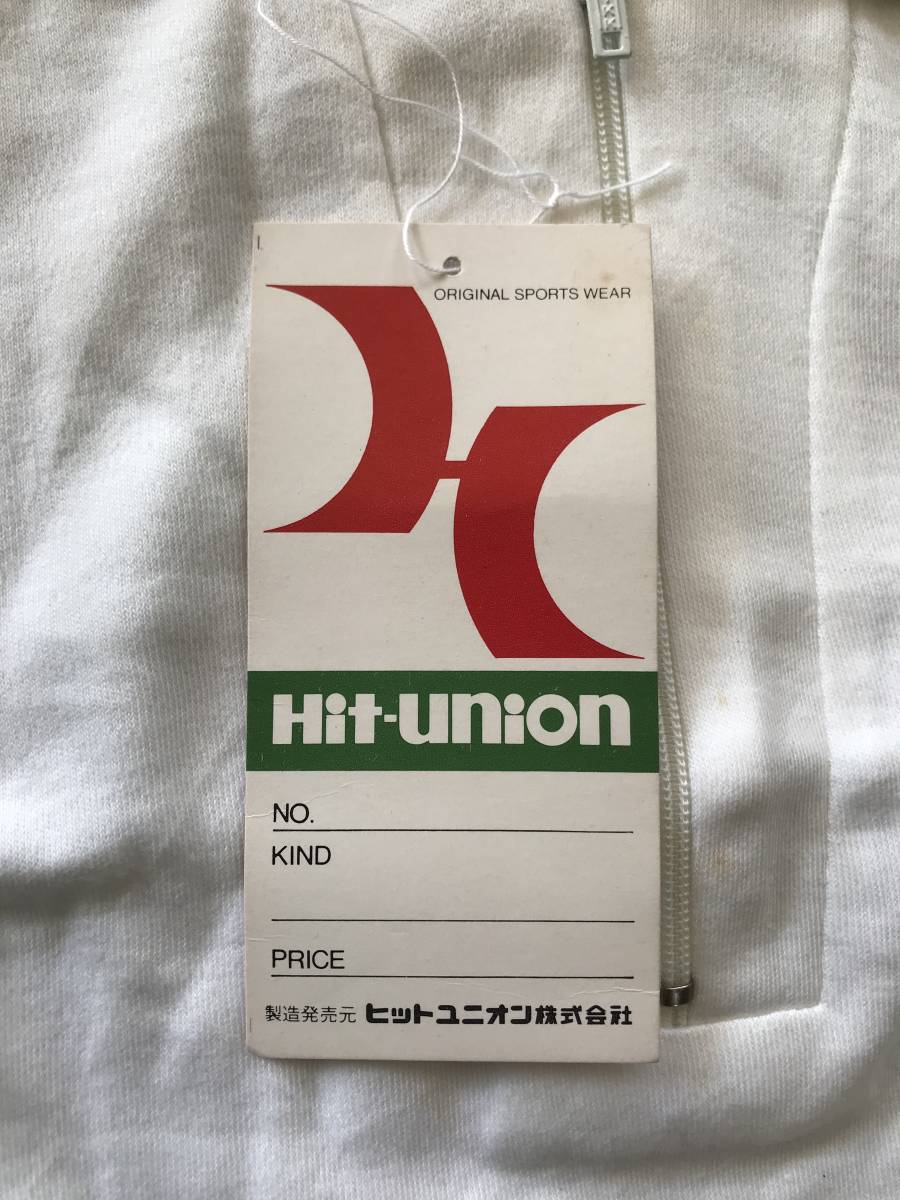 ORIGINAL SPORTS WEAR
Hit-union
NO.
KIND
PRICE
製造発売元 ヒットユニオン株式会社